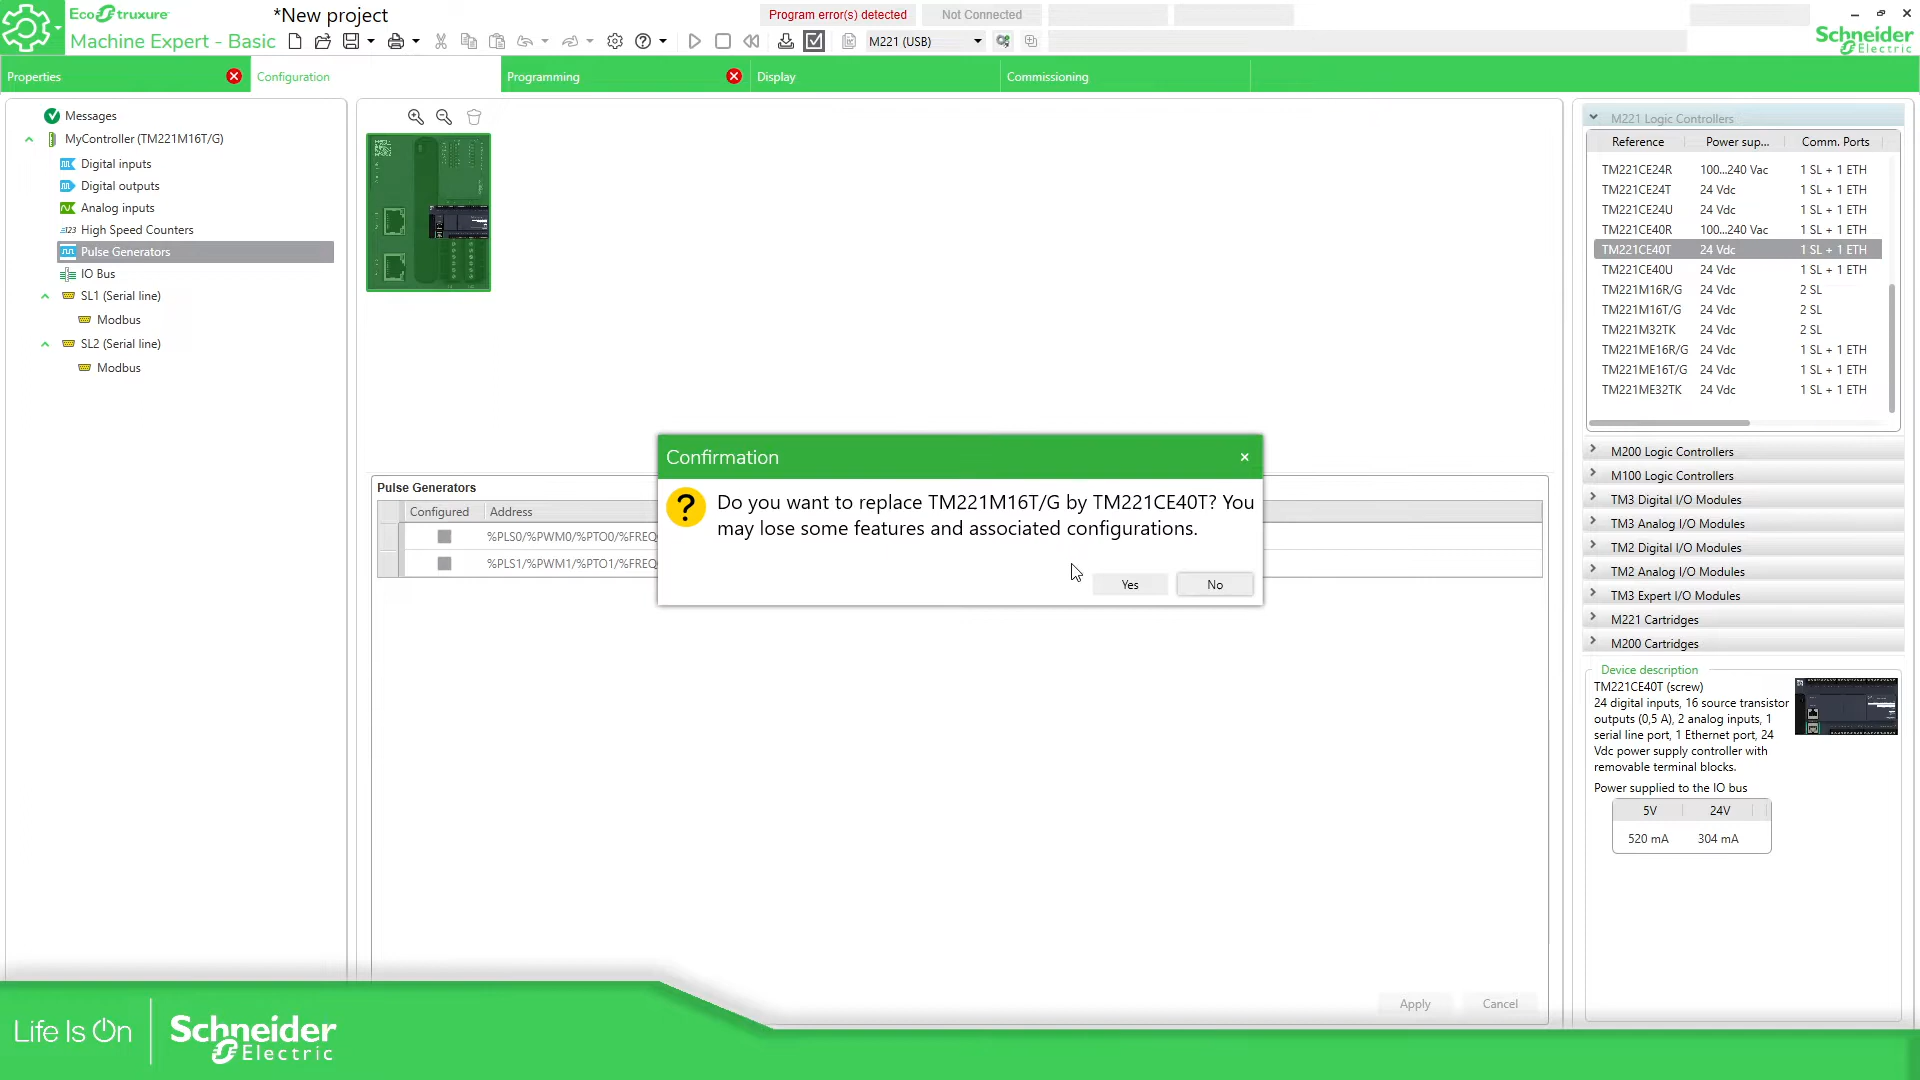 EcoStruxure
Machine Expert - Basic
*New project
Program error(s) detected
Not Connected
M221 (USB)
Schneider
Electric
Properties
Configuration
Programming
Display
Commissioning
Messages
MyController (TM221M16T/G)
Digital inputs
Digital outputs
Analog inputs
High Speed Counters
Pulse Generators
IO Bus
SL1 (Serial line)
Modbus
SL2 (Serial line)
Modbus
Pulse Generators
Configured Address
%PLS0/%PWM0/%PTO0/%FREQ
%PLS1/%PWM1/%PTO1/%FREQ
Confirmation
Do you want to replace TM221M16T/G by TM221CE40T? You
may lose some features and associated configurations.
Yes
No
Apply
Cancel
M221 Logic Controllers
Reference Power sup... Comm. Ports
TM221CE24R 100...240 Vac 1 SL + 1 ETH
TM221CE24T 24 Vdc 1 SL + 1 ETH
TM221CE24U 24 Vdc 1 SL + 1 ETH
TM221CE40R 100...240 Vac 1 SL + 1 ETH
TM221CE40T 24 Vdc 1 SL + 1 ETH
TM221CE40U 24 Vdc 1 SL + 1 ETH
TM221M16R/G 24 Vdc 2 SL
TM221M16T/G 24 Vdc 2 SL
TM221M32TK 24 Vdc 2 SL
TM221ME16R/G 24 Vdc 1 SL + 1 ETH
TM221ME16T/G 24 Vdc 1 SL + 1 ETH
TM221ME32TK 24 Vdc 1 SL + 1 ETH
M200 Logic Controllers
M100 Logic Controllers
TM3 Digital I/O Modules
TM3 Analog I/O Modules
TM2 Digital I/O Modules
TM2 Analog I/O Modules
TM3 Expert I/O Modules
M221 Cartridges
M200 Cartridges
Device description
TM221CE40T (screw)
24 digital inputs, 16 source transistor
outputs (0,5 A), 2 analog inputs, 1
serial line port, 1 Ethernet port, 24
Vdc power supply controller with
removable terminal blocks.
Power supplied to the IO bus
5V 24V
520 mA 304 mA
Life Is On
Schneider
Electric